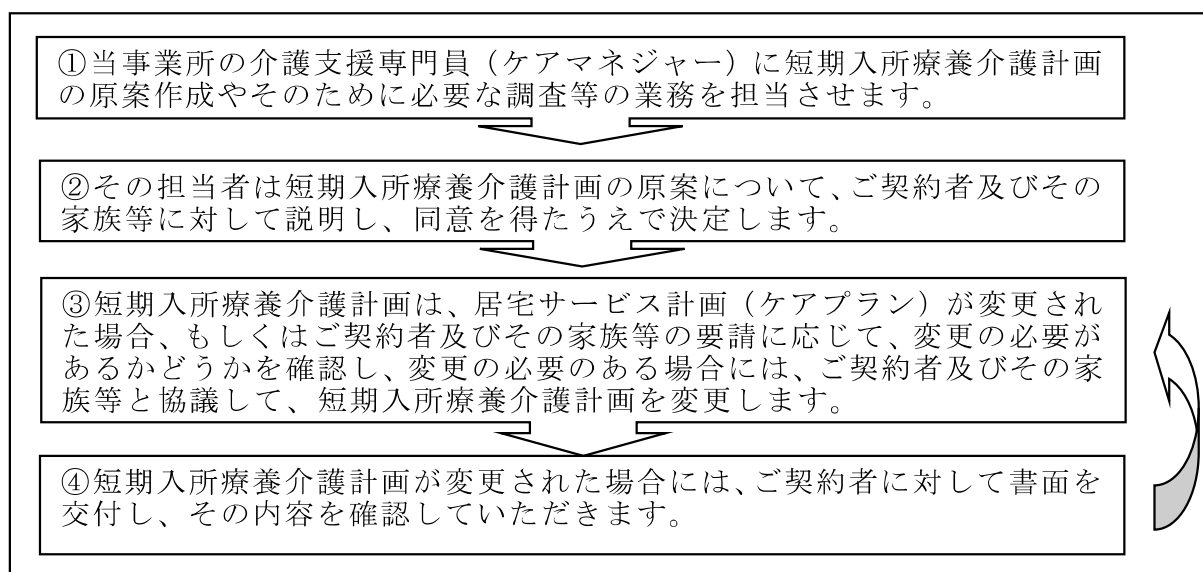 ①当事業所の介護支援専門員（ケアマネジャー）に短期入所療養介護計画
の原案作成やそのために必要な調査等の業務を担当させます。
②その担当者は短期入所療養介護計画の原案について、ご契約者及びその
家族等に対して説明し、同意を得たうえで決定します。
③短期入所療養介護計画は、居宅サービス計画（ケアプラン）が変更され
た場合、もしくはご契約者及びその家族等の要請に応じて、変更の必要が
あるかどうかを確認し、変更の必要のある場合には、ご契約者及びその家
族等と協議して、短期入所療養介護計画を変更します。
④短期入所療養介護計画が変更された場合には、ご契約者に対して書面を
交付し、その内容を確認していただきます。